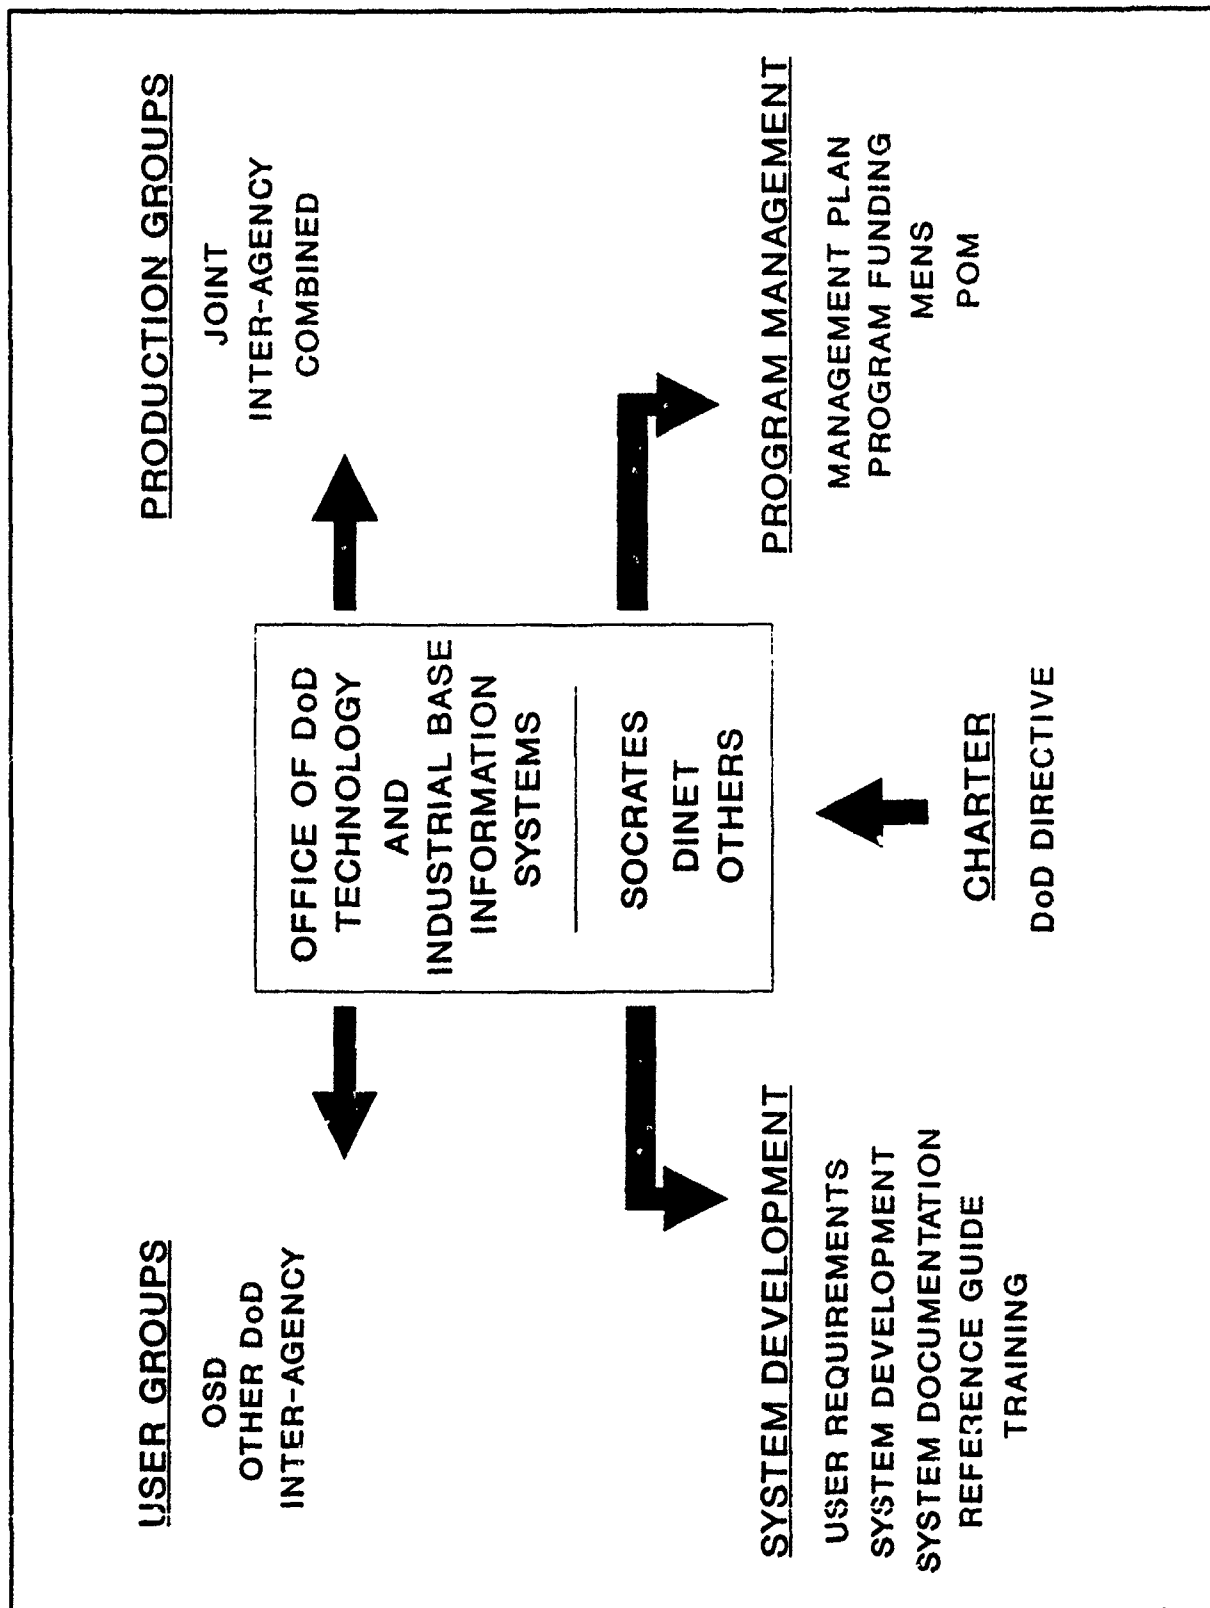 USER GROUPS
OSD
OTHER DoD
INTER-AGENCY
PRODUCTION GROUPS
JOINT
INTER-AGENCY
COMBINED
OFFICE OF DoD
TECHNOLOGY
AND
INDUSTRIAL BASE
INFORMATION
SYSTEMS
SOCRATES
DINET
OTHERS
SYSTEM DEVELOPMENT
USER REQUIREMENTS
SYSTEM DEVELOPMENT
SYSTEM DOCUMENTATION
REFERENCE GUIDE
TRAINING
CHARTER
DoD DIRECTIVE
PROGRAM MANAGEMENT
MANAGEMENT PLAN
PROGRAM FUNDING
MENS
POM